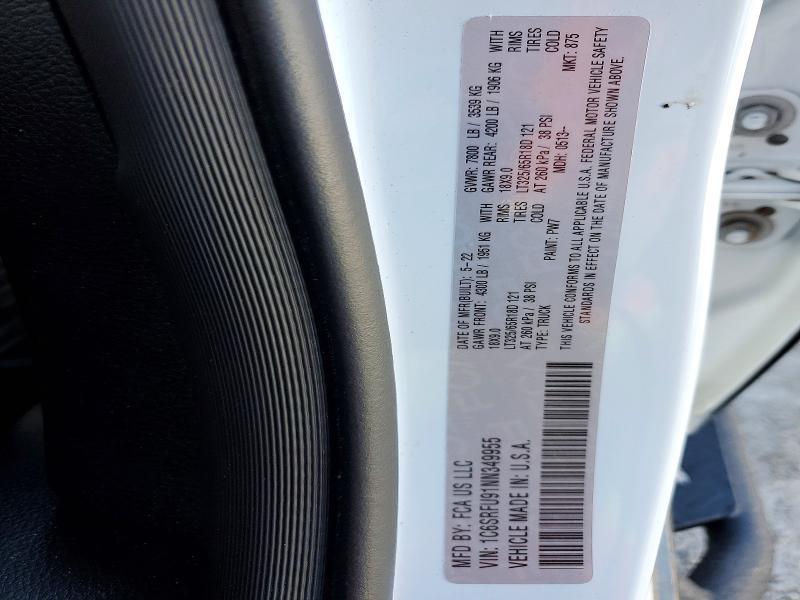 MFD BY: FCA US LLC
VIN: 1C6SRFU91NN349955
VEHICLE MADE IN: U.S.A.
DATE OF MFR(BUILT): 5-22 GVWR: 7800 LB / 3539 KG
GAWR FRONT: 4300 LB / 1951 KG WITH GAWR REAR: 4200 LB / 1906 KG WITH
18X9.0 RIMS 18X9.0 RIMS
LT325/65R18D 121 TIRES LT325/65R18D 121 TIRES
AT 260 kPa / 38 PSI COLD AT 260 kPa / 38 PSI COLD
TYPE: TRUCK PAINT: PW7 MDH: 0513-- MKT: 875
THIS VEHICLE CONFORMS TO ALL APPLICABLE U.S.A. FEDERAL MOTOR VEHICLE SAFETY
STANDARDS IN EFFECT ON THE DATE OF MANUFACTURE SHOWN ABOVE.